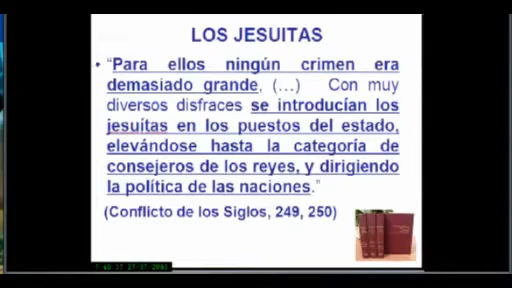 LOS JESUITAS
• “Para ellos ningún crimen era
demasiado grande, (…) Con muy
diversos disfraces se introducían los
jesuítas en los puestos del estado,
elevándose hasta la categoría de
consejeros de los reyes, y dirigiendo
la política de las naciones.”
(Conflicto de los Siglos, 249, 250)